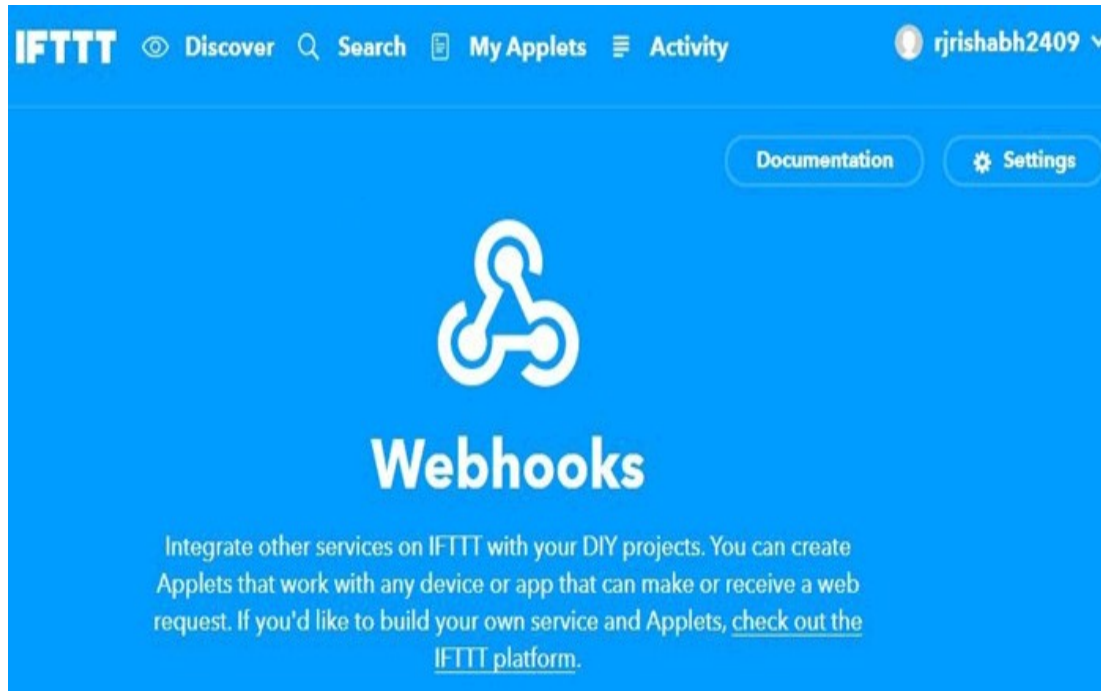 IFTTT Discover Search My Applets Activity rjrishabh2409
Documentation Settings
Webhooks
Integrate other services on IFTTT with your DIY projects. You can create
Applets that work with any device or app that can make or receive a web
request. If you'd like to build your own service and Applets, check out the
IFTTT platform.